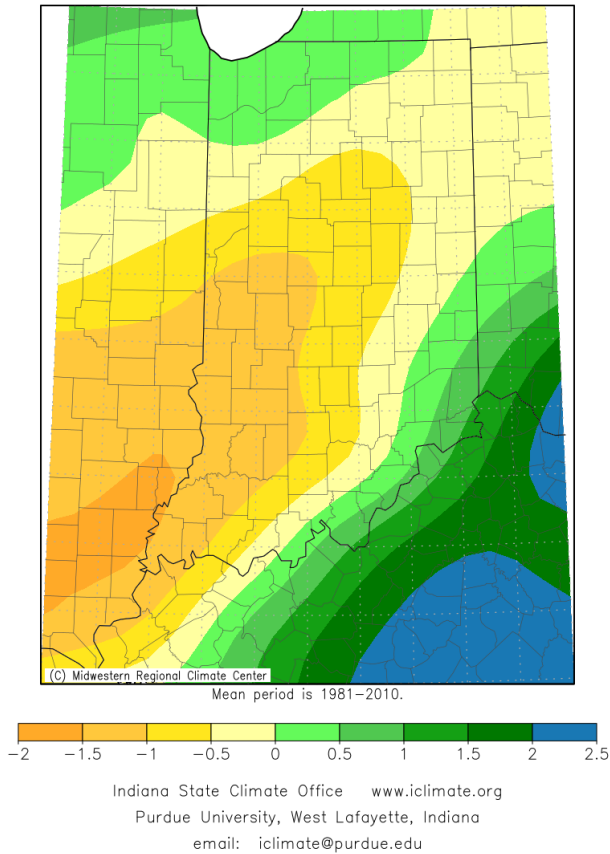 (C) Midwestern Regional Climate Center
Mean period is 1981-2010.
-2 -1.5 -1 -0.5 0 0.5 1 1.5 2 2.5
Indiana State Climate Office www.iclimate.org
Purdue University, West Lafayette, Indiana
email: iclimate@purdue.edu